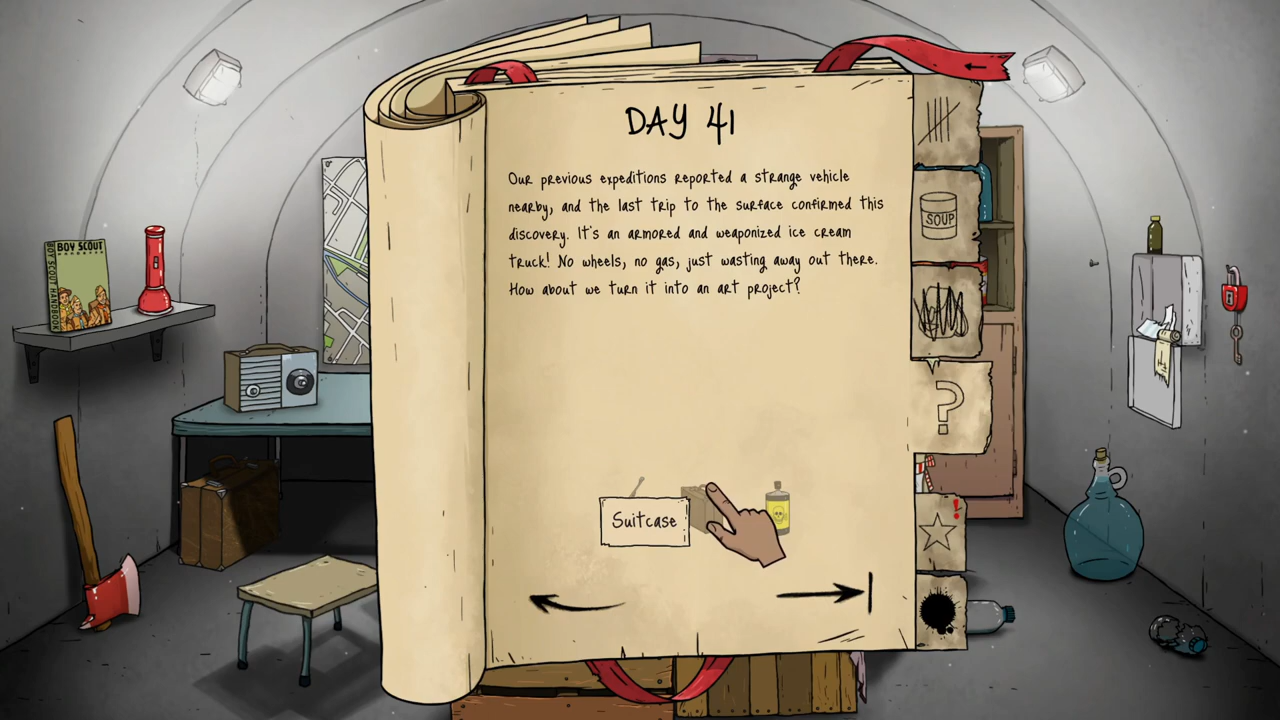 DAY 41
Our previous expeditions reported a strange vehicle
nearby, and the last trip to the surface confirmed this
discovery. It's an armored and weaponized ice cream
truck! No wheels, no gas, just wasting away out there.
How about we turn it into an art project?
Suitcase
SOUP
BOY SCOUT
BOY SCOUT HANDBOOK